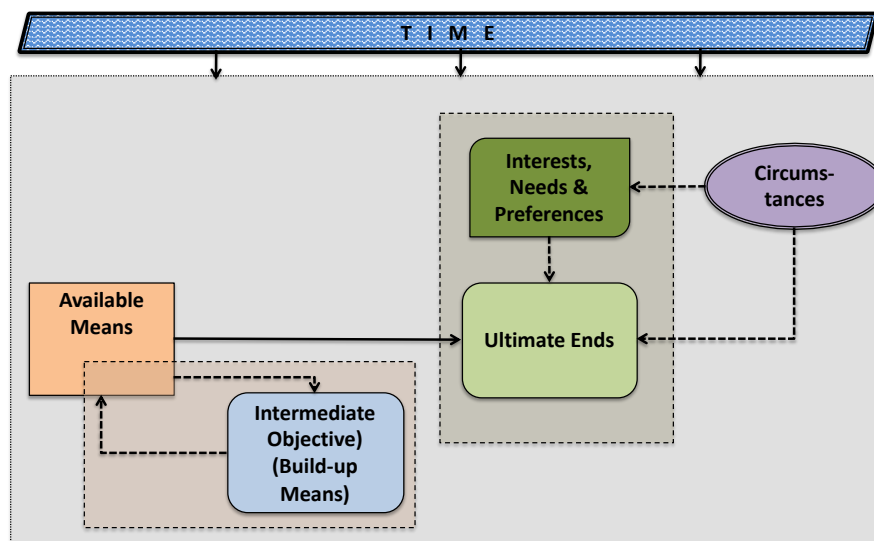 T I M E
Interests,
Needs &
Preferences
Circums-
tances
Available
Means
Ultimate Ends
Intermediate
Objective)
(Build-up
Means)